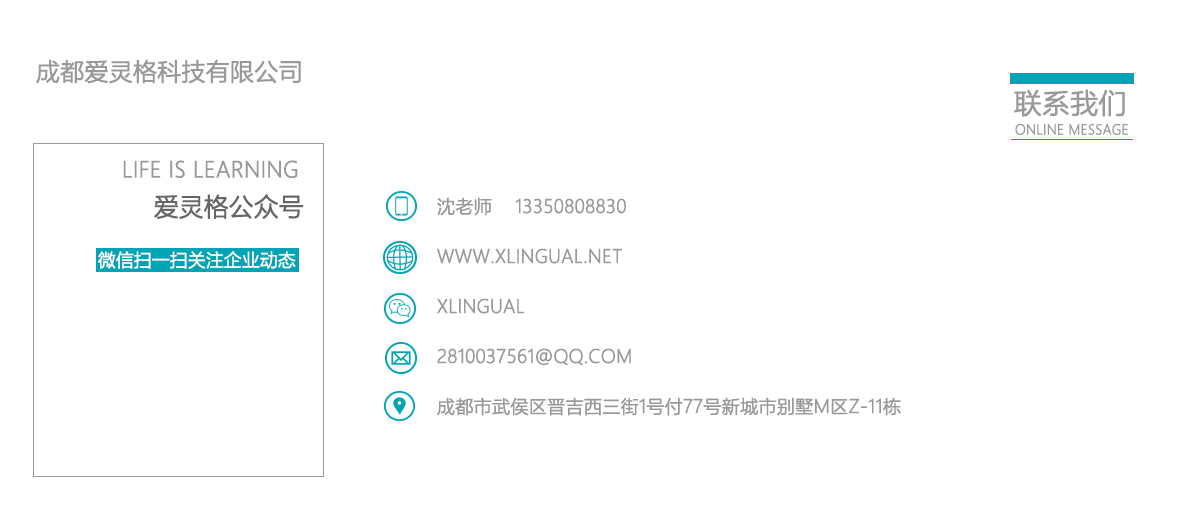 成都爱灵格科技有限公司
联系我们
ONLINE MESSAGE
LIFE IS LEARNING
爱灵格公众号
微信扫一扫关注企业动态
沈老师 13350808830
WWW.XLINGUAL.NET
XLINGUAL
2810037561@QQ.COM
成都市武侯区晋吉西三街1号付77号新城市别墅M区Z-11栋